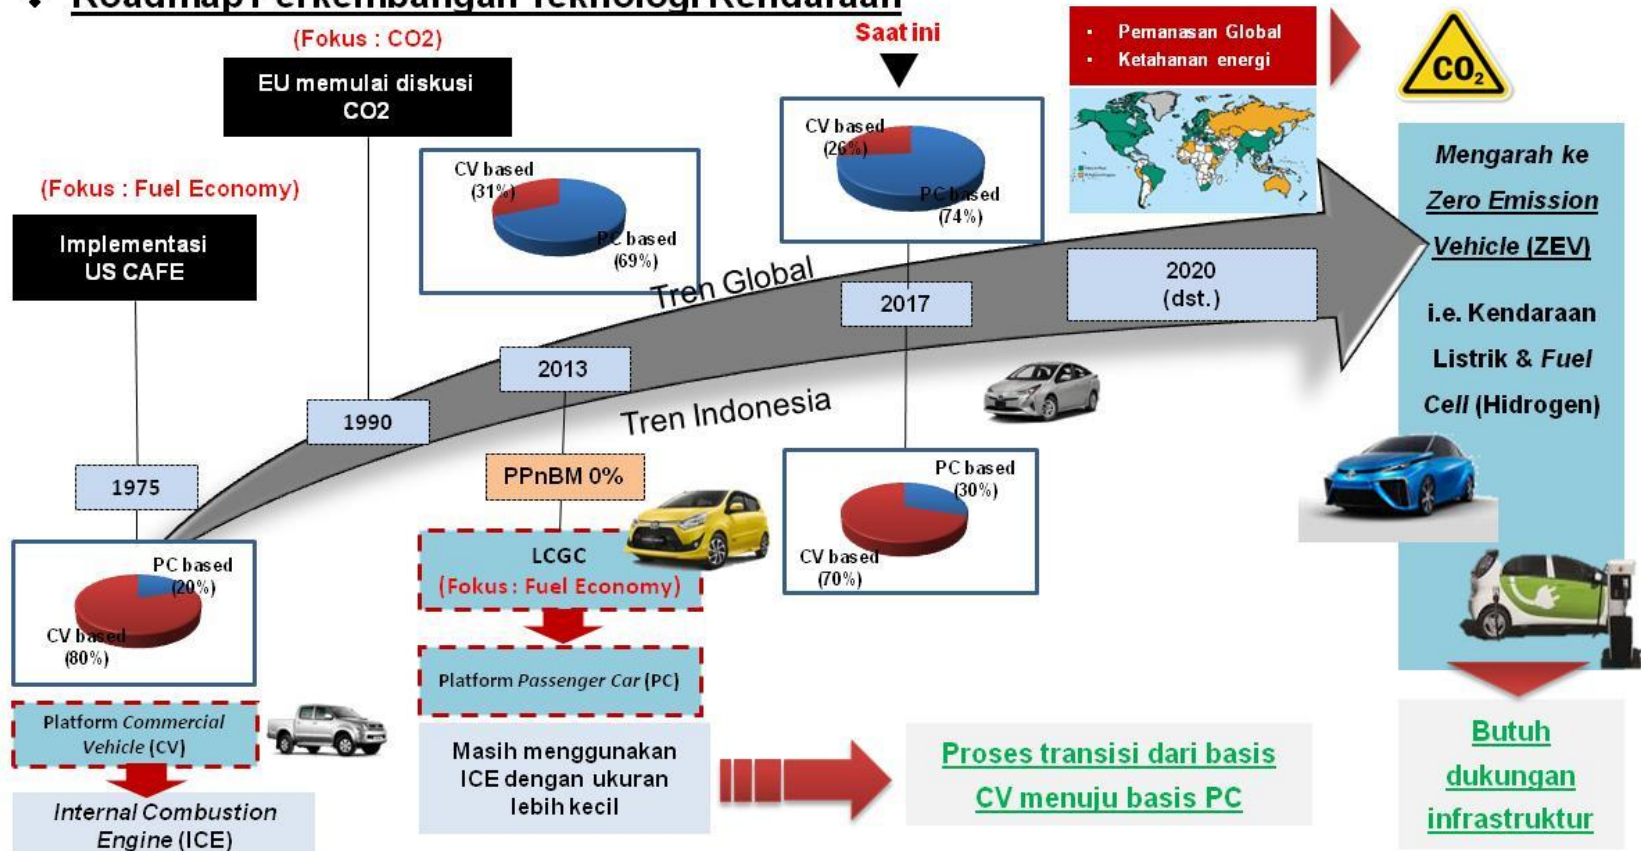 Roadmap Perkembangan Teknologi Kendaraan
(Fokus : CO2)
EU memulai diskusi
CO2
(Fokus : Fuel Economy)
Implementasi
US CAFE
CV based
(31%)
PC based
(69%)
Saat ini
CV based
(26%)
PC based
(74%)
• Pemanasan Global
• Ketahanan energi
CO2
Mengarah ke
Zero Emission
Vehicle (ZEV)
i.e. Kendaraan
Listrik & Fuel
Cell (Hidrogen)
Tren Global
Tren Indonesia
1975
1990
2013
2017
2020
(dst.)
PC based
(20%)
CV based
(80%)
Platform Commercial
Vehicle (CV)
Internal Combustion
Engine (ICE)
PPnBM 0%
LCGC
(Fokus : Fuel Economy)
Platform Passenger Car (PC)
Masih menggunakan
ICE dengan ukuran
lebih kecil
PC based
(30%)
CV based
(70%)
Proses transisi dari basis
CV menuju basis PC
Butuh
dukungan
infrastruktur